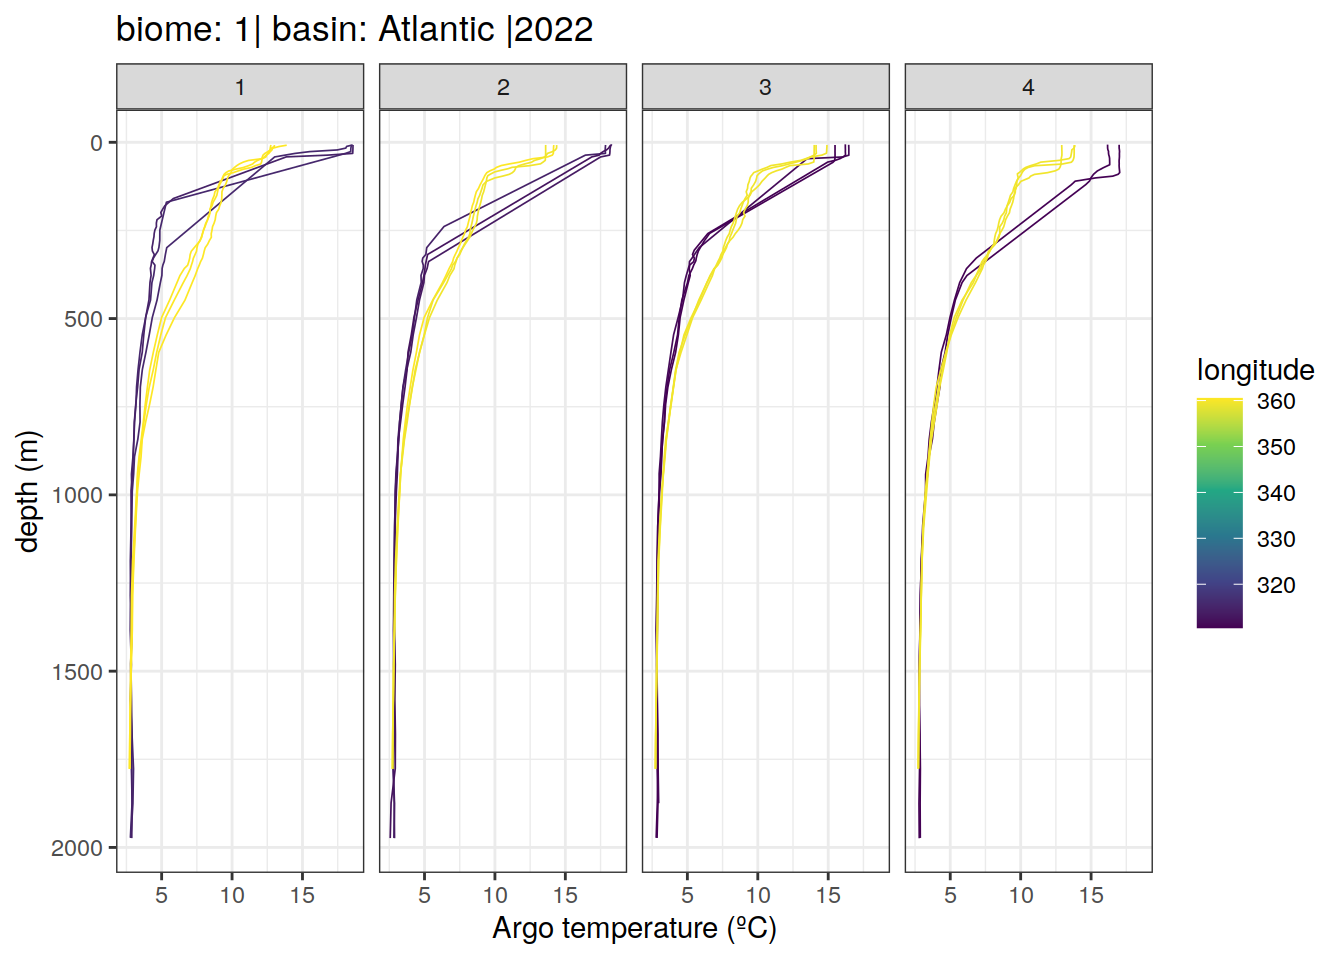 biome: 1| basin: Atlantic |2022
1
2
3
4
0
500
1000
1500
2000
depth (m)
5 10 15
5 10 15
5 10 15
5 10 15
Argo temperature (ºC)
longitude
360
350
340
330
320